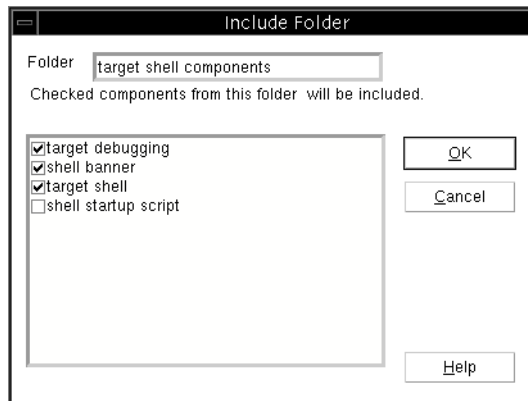 Include Folder
Folder target shell components
Checked components from this folder will be included.
target debugging
shell banner
target shell
shell startup script
OK
Cancel
Help